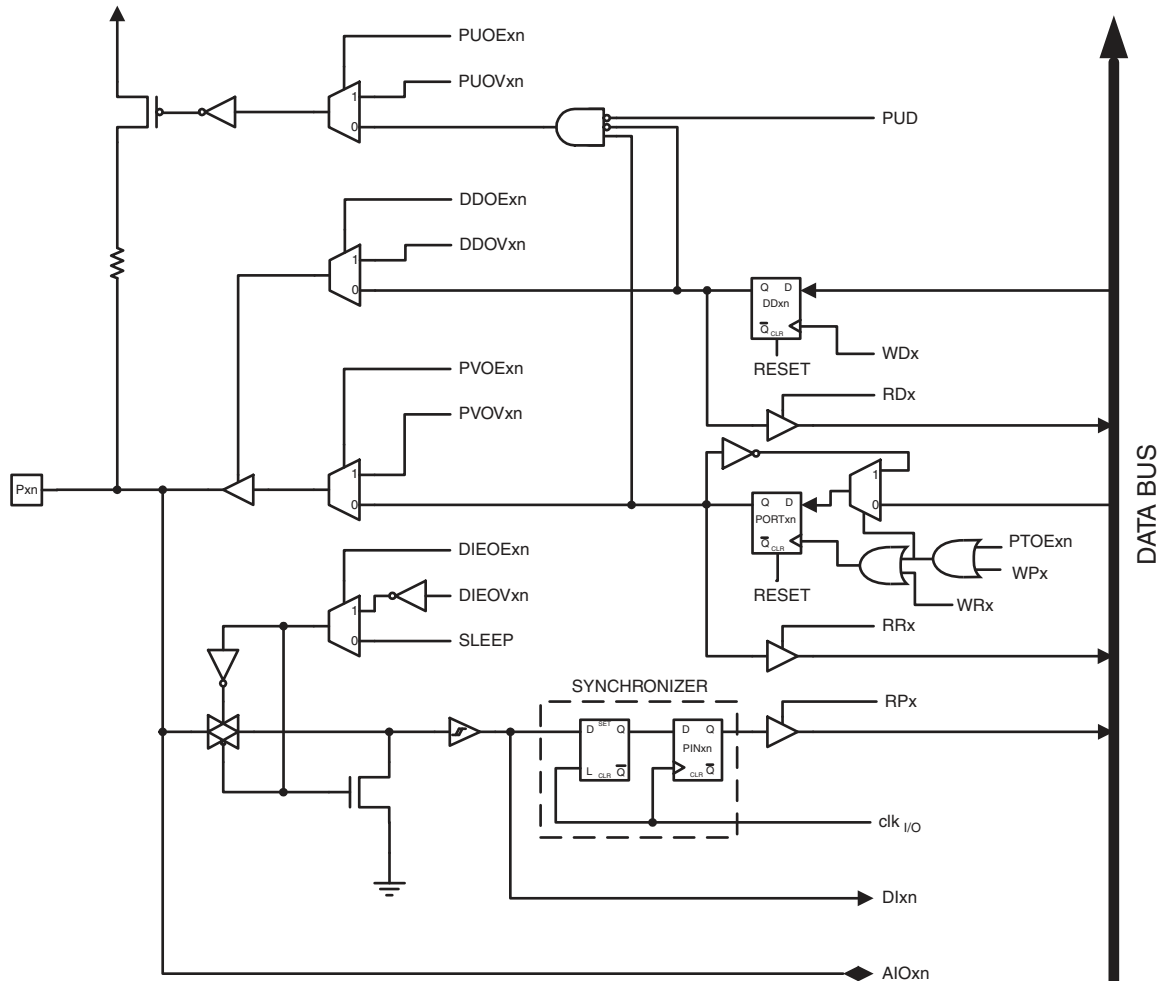 PUOExn
PUOVxn
1
0
PUD
DDOExn
DDOVxn
1
0
Q D
DDxn
Q CLR
WDx
RESET
RDx
PVOExn
PVOVxn
1
0
Pxn
1
0
Q D
PORTxn
Q CLR
PTOExn
WPx
RESET
WRx
DATA BUS
DIEOExn
DIEOVxn
1
0
SLEEP
RRx
SYNCHRONIZER
RPx
D SET Q
L CLR Q
D Q
PINxn
CLR Q
clk I/O
DIxn
AIOxn